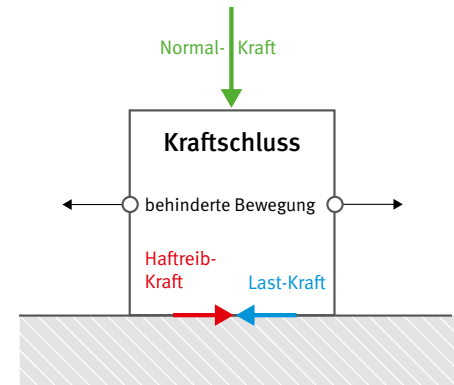 Normal- Kraft
Kraftschluss
behinderte Bewegung
Haftreib-
Kraft
Last-Kraft